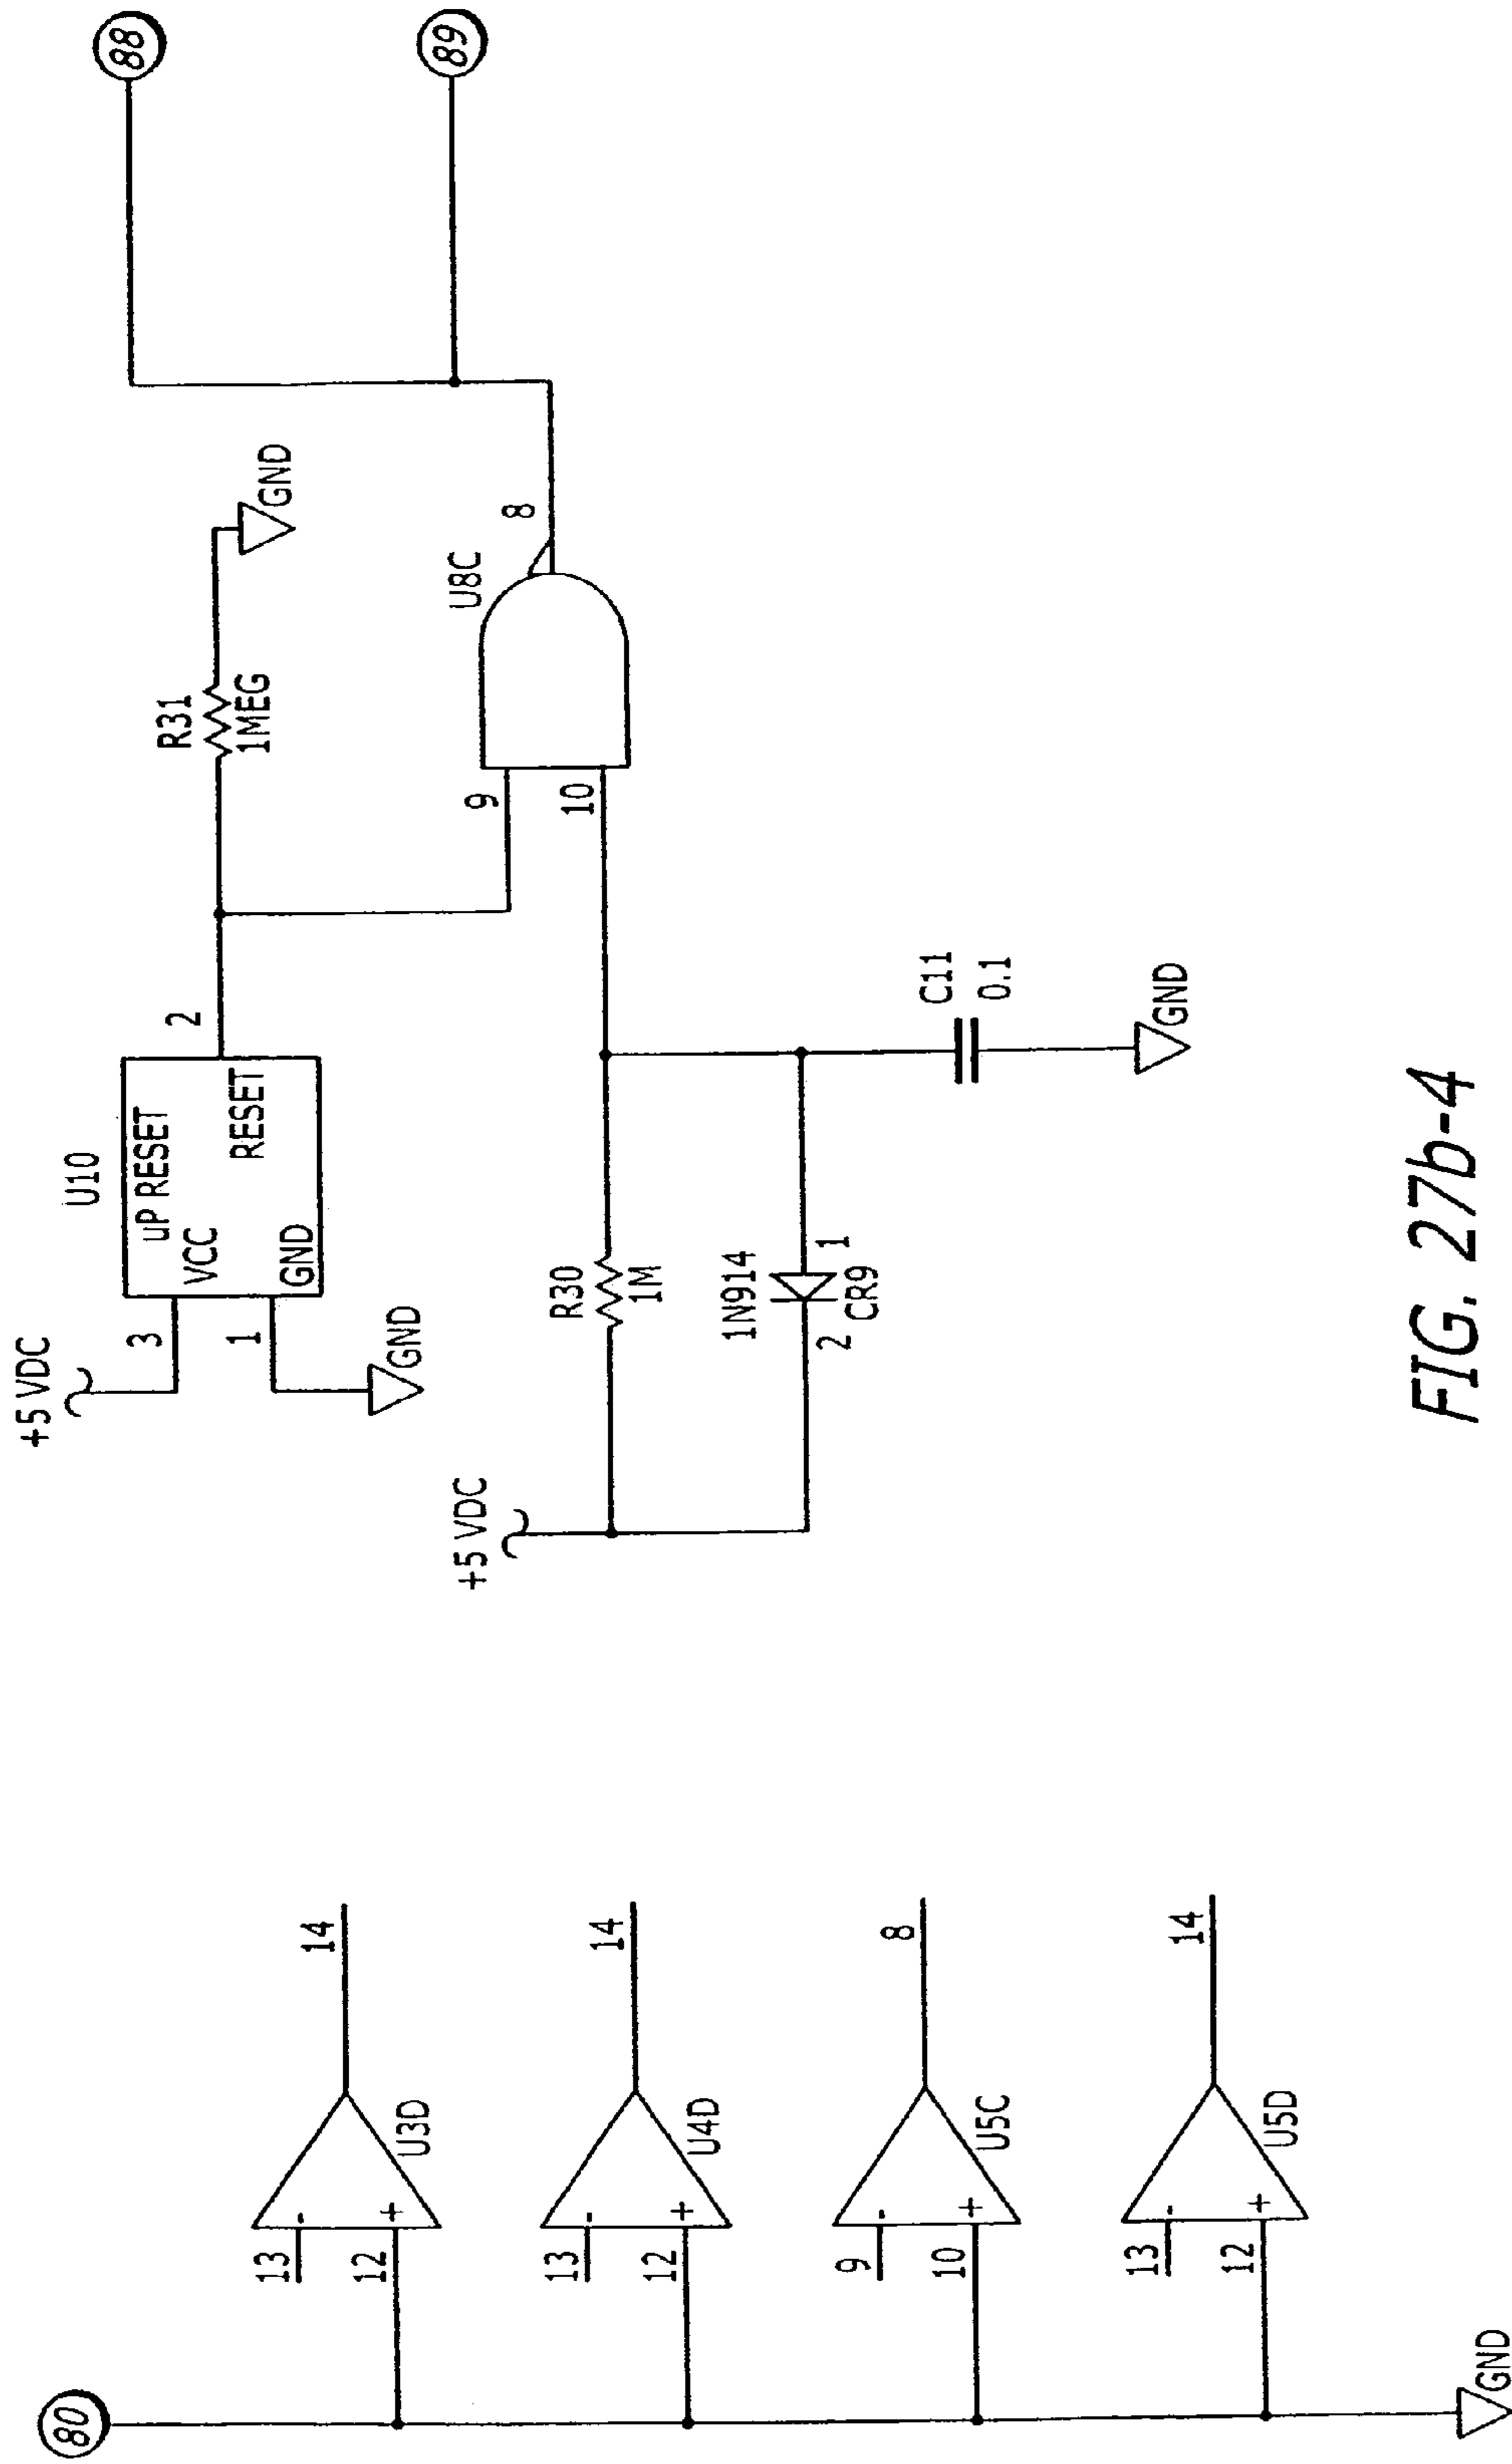 80
13
-
12
+
14
U3D
13
-
12
+
14
U4D
9
-
10
+
8
U5C
13
-
12
+
14
U5D
GND
+5 VDC
U10
uP RESET
3
VCC
2
RESET
1
GND
GND
R31
1MEG
GND
88
89
+5 VDC
R30
1M
9
10
U8C
8
1N914
2
1
CR9
C11
0.1
GND
FIG. 27b-4